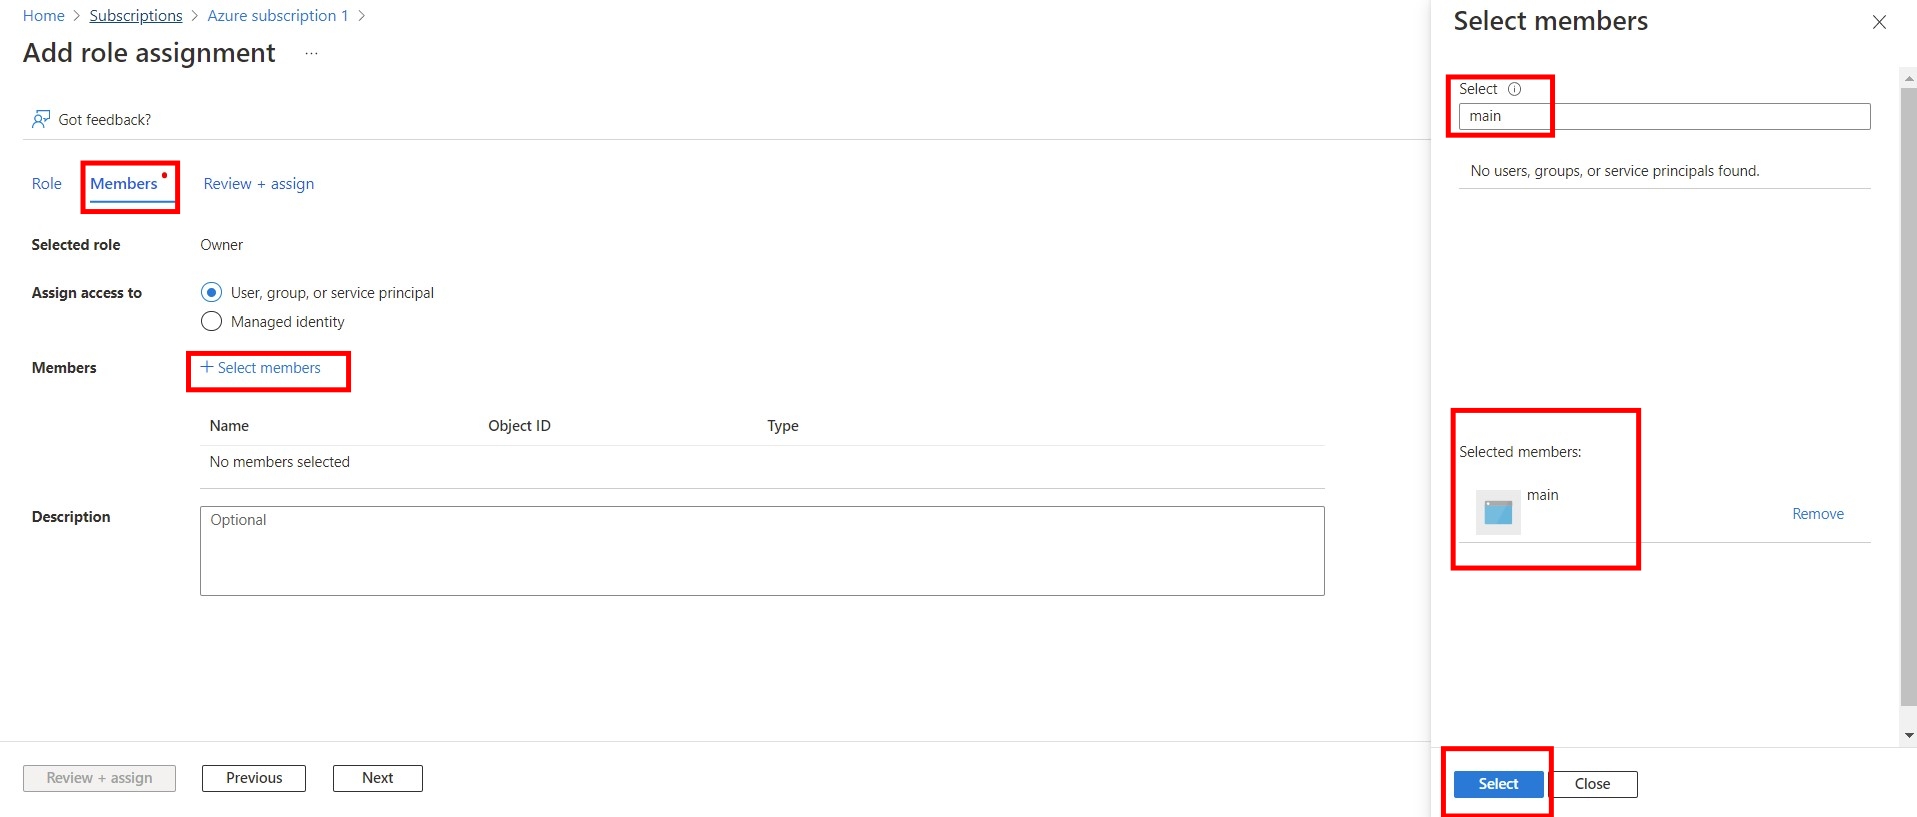 Home > Subscriptions > Azure subscription 1 >
Add role assignment ...
Got feedback?
Role Members Review + assign
Selected role Owner
Assign access to User, group, or service principal
Managed identity
Members + Select members
Name Object ID Type
No members selected
Description Optional
Review + assign Previous Next
Select members
Select
main
No users, groups, or service principals found.
Selected members:
main
Remove
Select Close